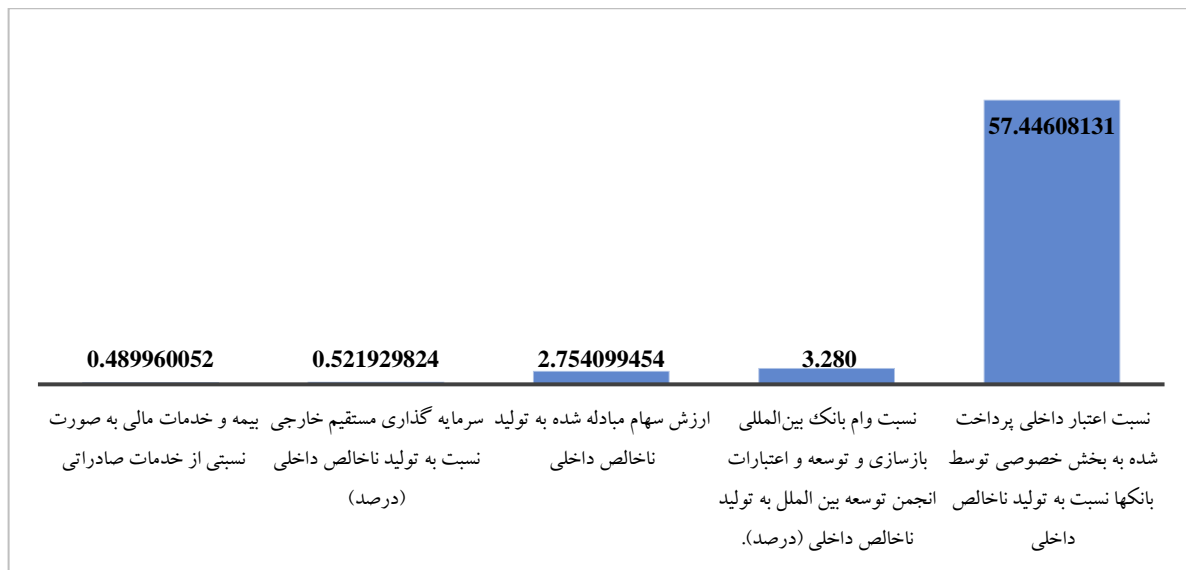 57.44608131
3.280
2.754099454
0.521929824
0.489960052
نسبت اعتبار داخلی پرداخت
شده به بخش خصوصی توسط
بانکها نسبت به تولید ناخالص
داخلی
نسبت وام بانک بین‌المللی
بازسازی و توسعه و اعتبارات
انجمن توسعه بین الملل به تولید
ناخالص داخلی (درصد).
ارزش سهام مبادله شده به تولید
ناخالص داخلی
سرمایه گذاری مستقیم خارجی
نسبت به تولید ناخالص داخلی
(درصد)
بیمه و خدمات مالی به صورت
نسبتی از خدمات صادراتی